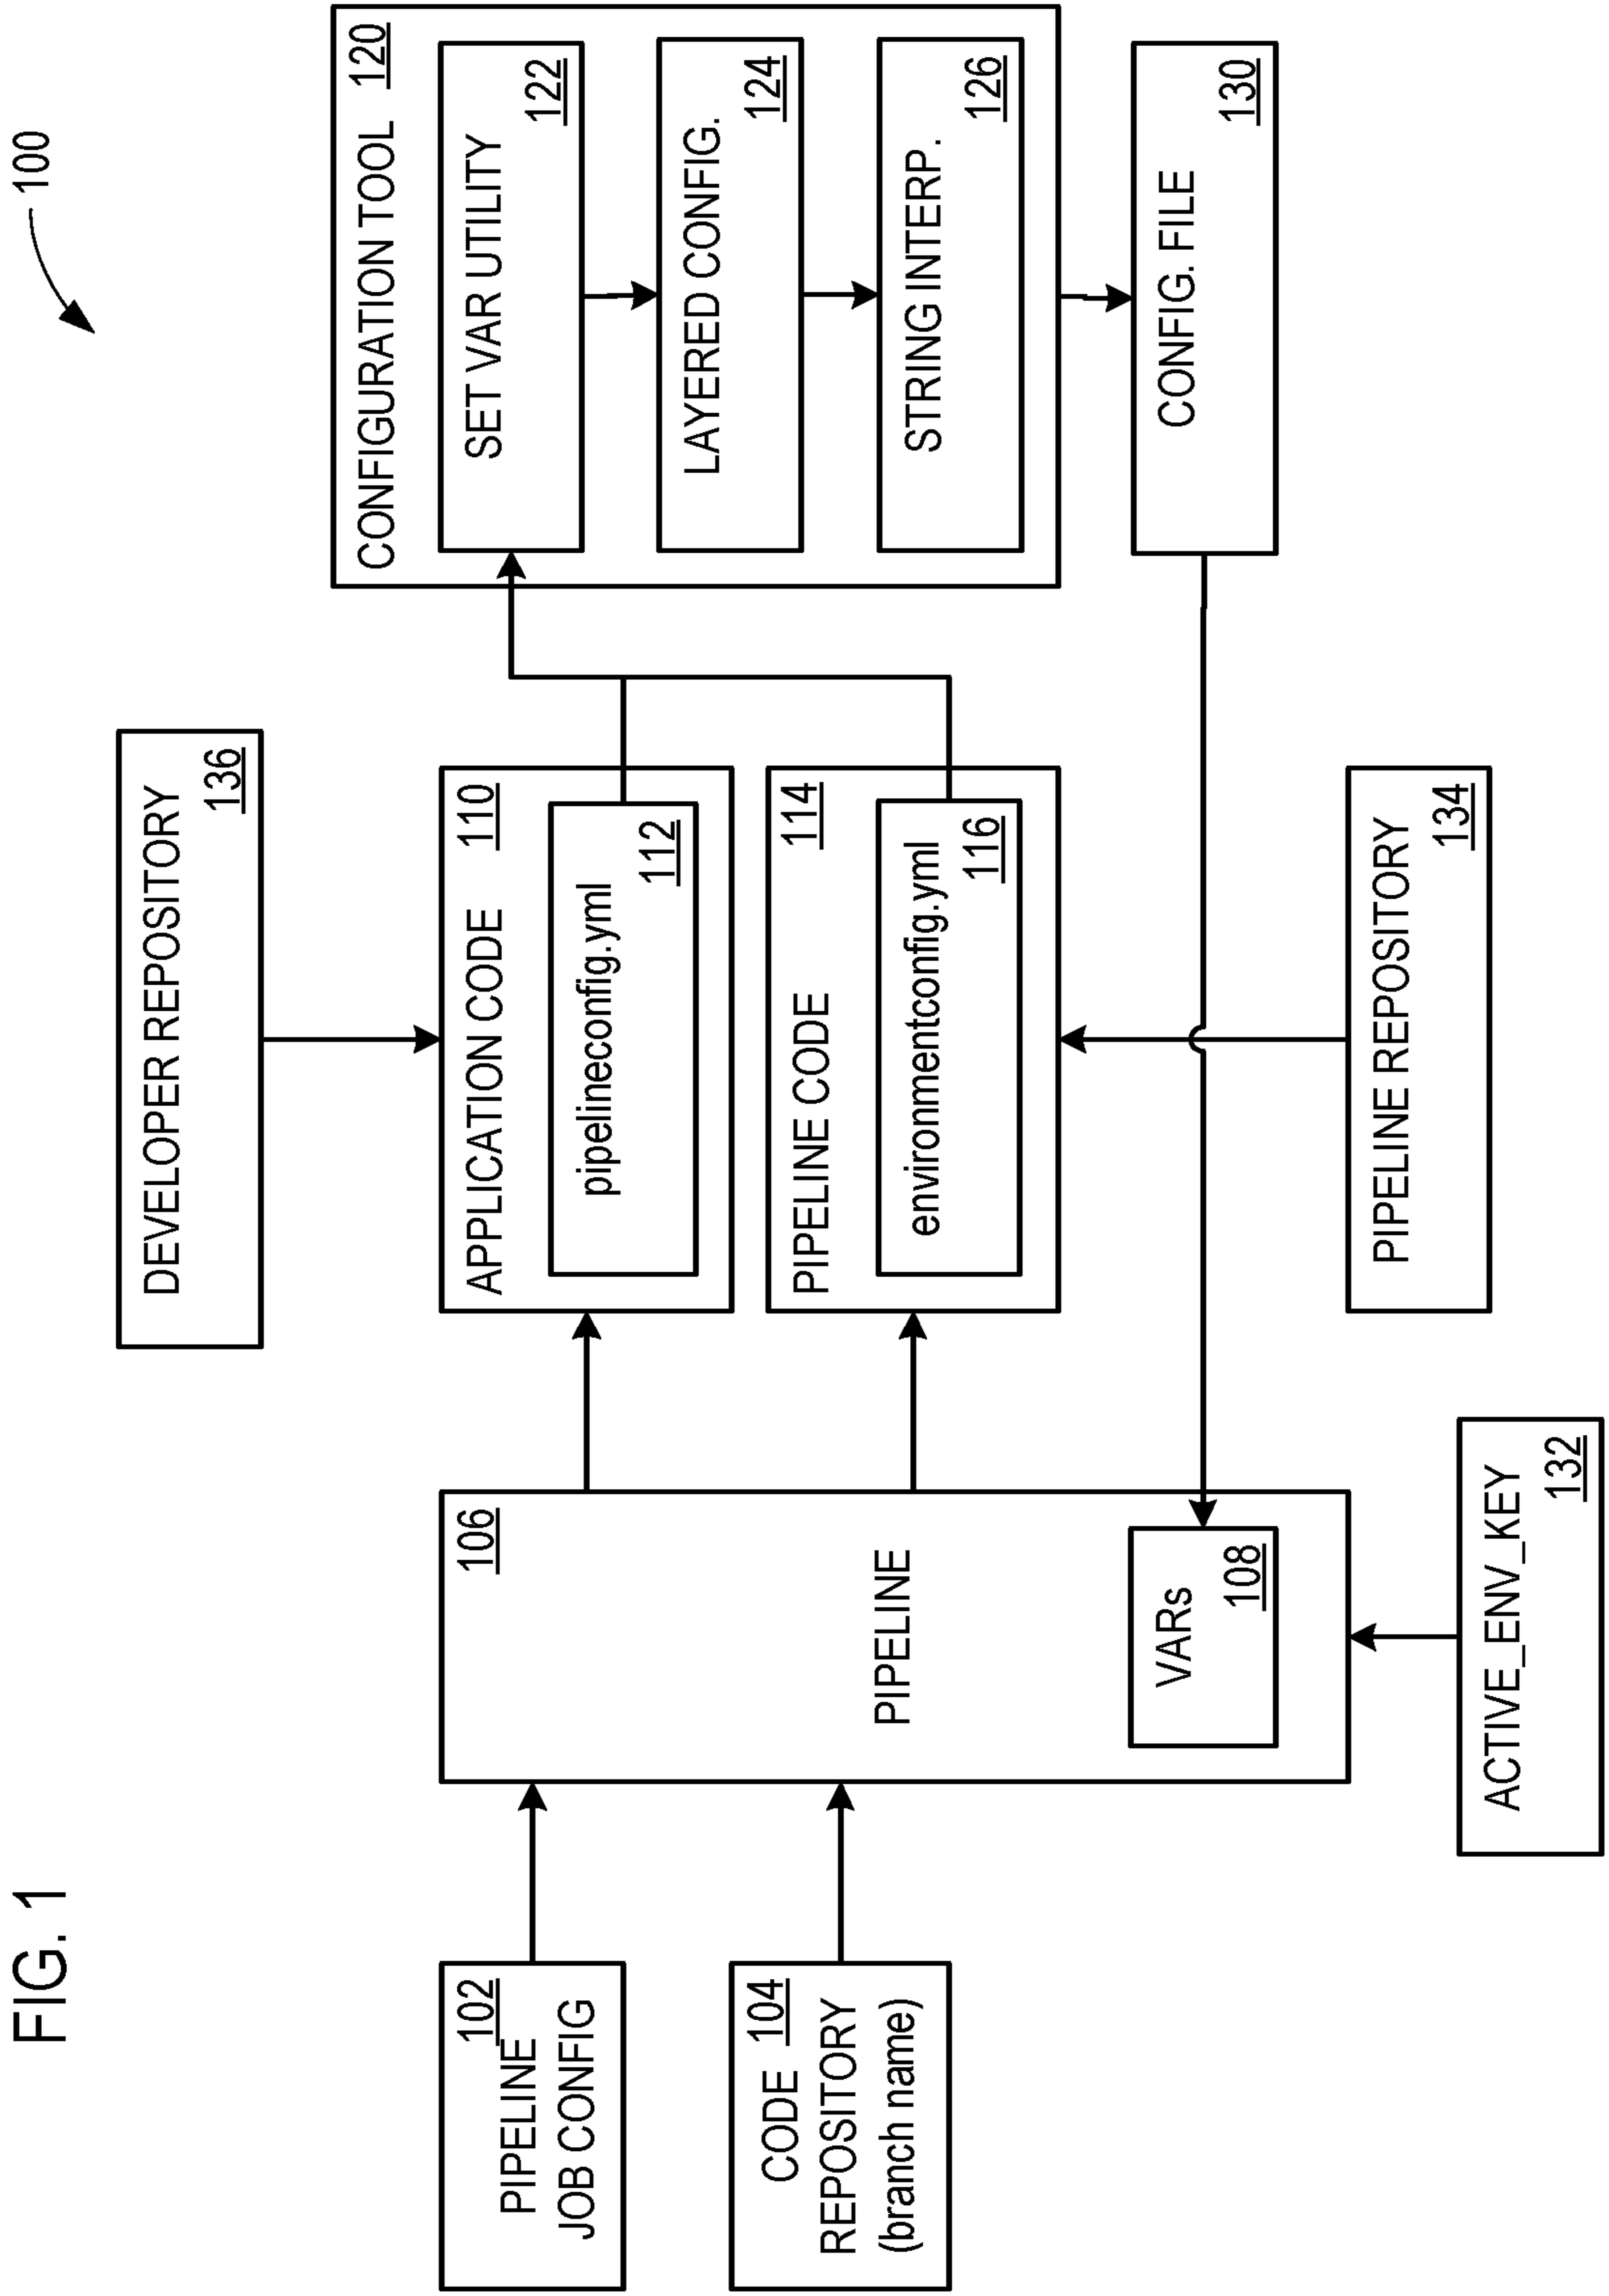 FIG. 1
100
DEVELOPER REPOSITORY
136
PIPELINE
JOB CONFIG
102
CODE
REPOSITORY
(branch name)
104
106
PIPELINE
VARs
108
ACTIVE_ENV_KEY
132
APPLICATION CODE
110
pipelineconfig.yml
112
PIPELINE CODE
114
environmentconfig.yml
116
PIPELINE REPOSITORY
134
CONFIGURATION TOOL
120
SET VAR UTILITY
122
LAYERED CONFIG.
124
STRING INTERP.
126
CONFIG. FILE
130